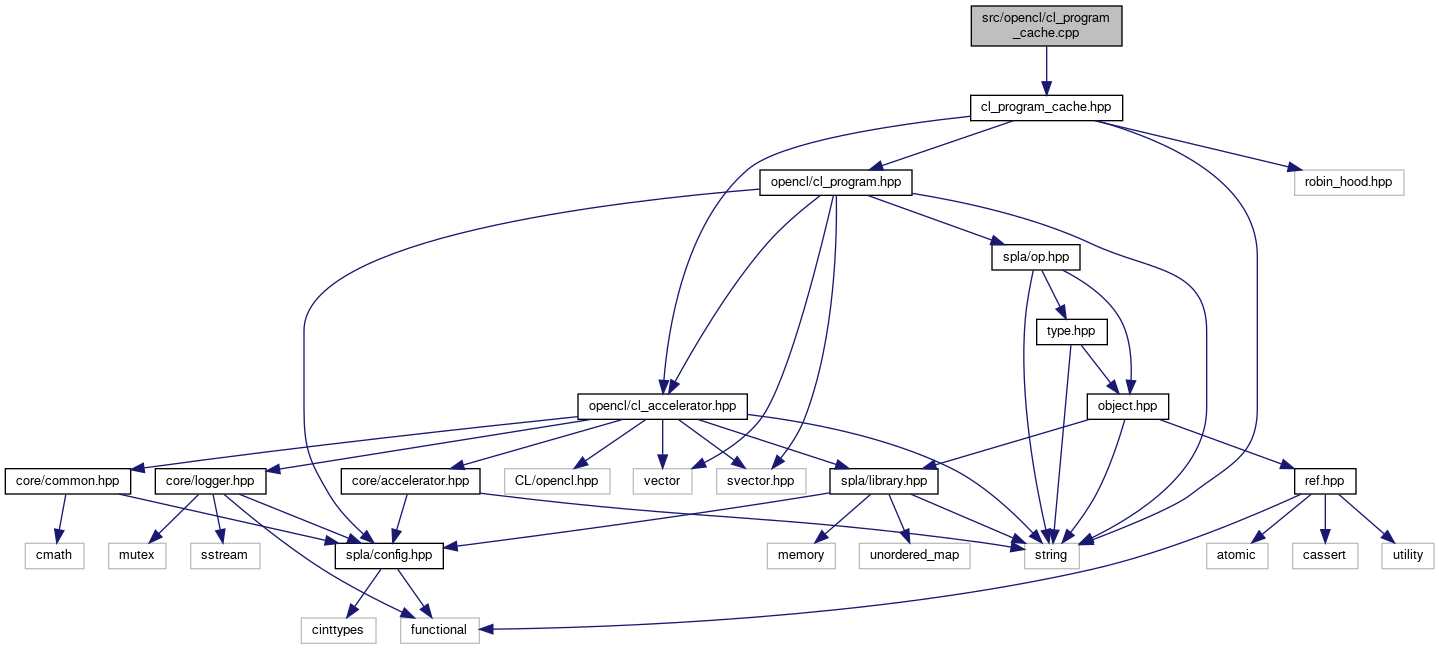 src/opencl/cl_program
_cache.cpp
cl_program_cache.hpp
opencl/cl_program.hpp
robin_hood.hpp
spla/op.hpp
type.hpp
opencl/cl_accelerator.hpp
object.hpp
core/common.hpp
core/logger.hpp
core/accelerator.hpp
CL/opencl.hpp
vector
svector.hpp
spla/library.hpp
ref.hpp
cmath
mutex
sstream
spla/config.hpp
memory
unordered_map
string
atomic
cassert
utility
cinttypes
functional